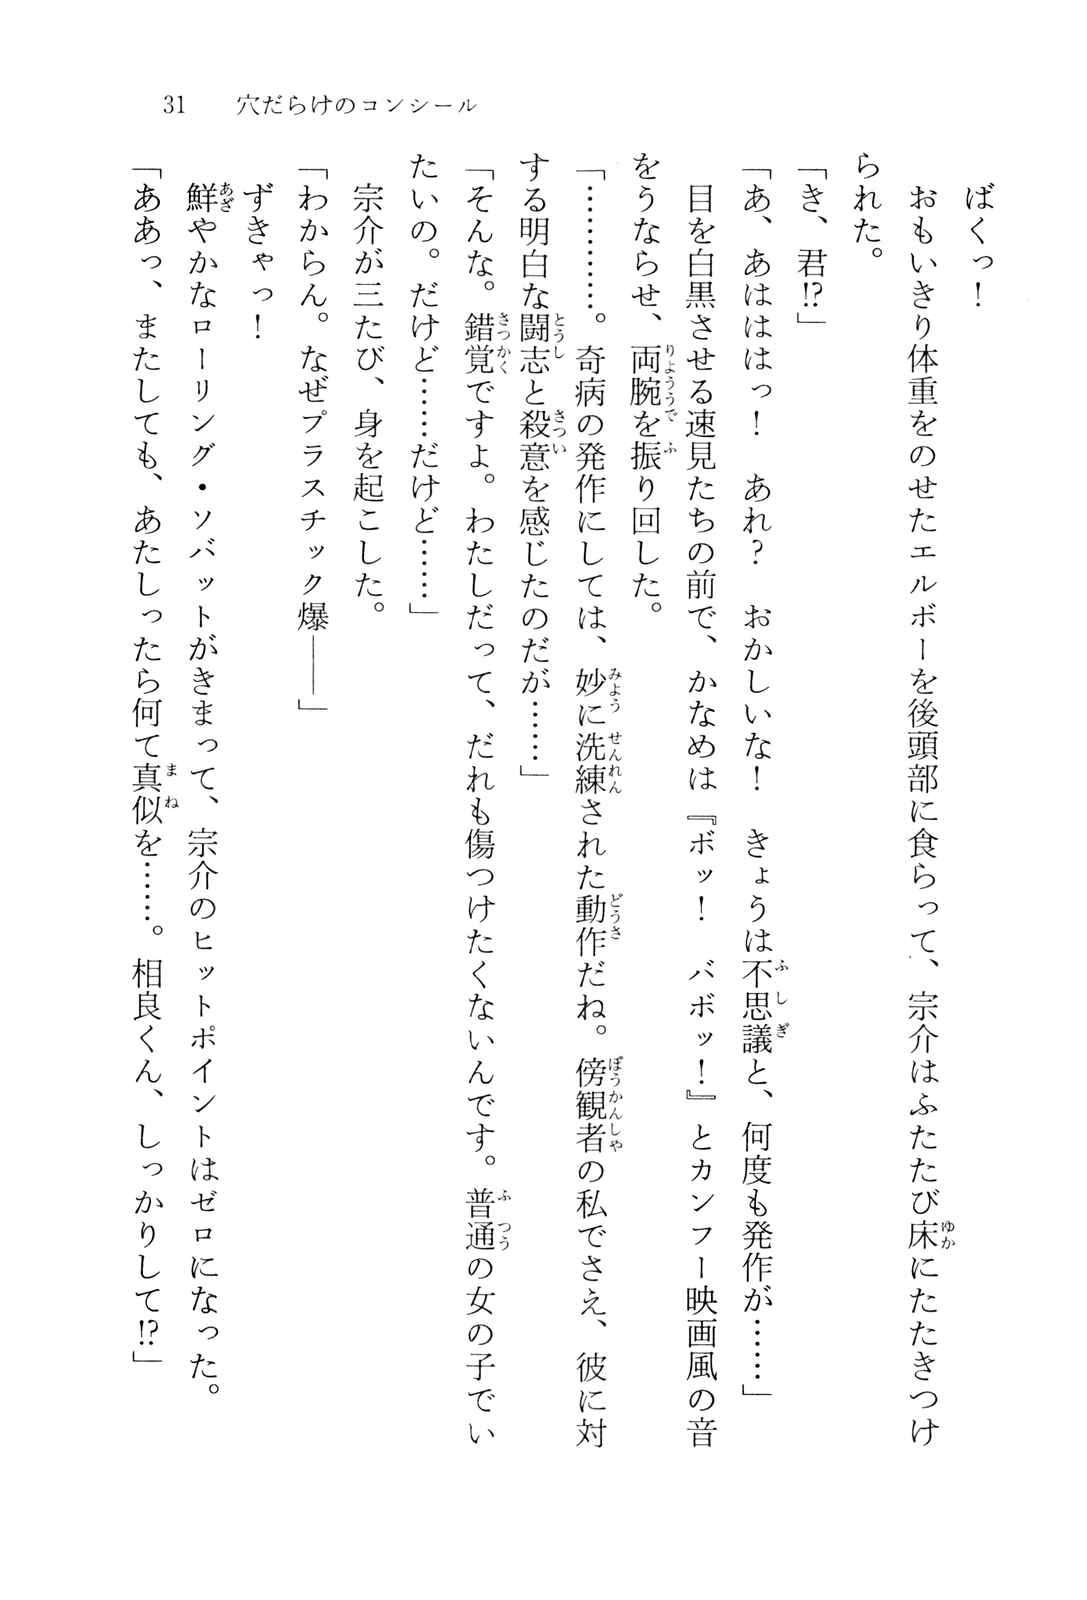 31　穴だらけのコンシール
ばくっ！
おもいきり体重をのせたエルボーを後頭部に食らって、宗介はふたたび床にたたきつけ
られた。
「き、君!?」
「あ、あはははっ！　あれ？　おかしいな！　きょうは不思議と、何度も発作が……」
目を白黒させる速見たちの前で、かなめは『ボッ！　バボッ！』とカンフー映画風の音
をうならせ、両腕を振り回した。
「…………。奇病の発作にしては、妙に洗練された動作だね。傍観者の私でさえ、彼に対
する明白な闘志と殺意を感じたのだが……」
「そんな。錯覚ですよ。わたしだって、だれも傷つけたくないんです。普通の女の子でい
たいの。だけど……だけど……」
宗介が三たび、身を起こした。
「わからん。なぜプラスチック爆――」
ずきゃっ！
鮮やかなローリング・ソバットがきまって、宗介のヒットポイントはゼロになった。
「ああっ、またしても、あたしったら何て真似を……。相良くん、しっかりして!?」